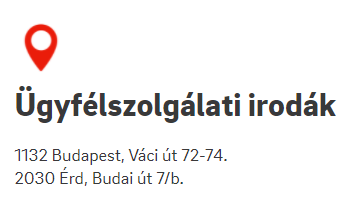 Ügyfélszolgálati irodák
1132 Budapest, Váci út 72-74.
2030 Érd, Budai út 7/b.